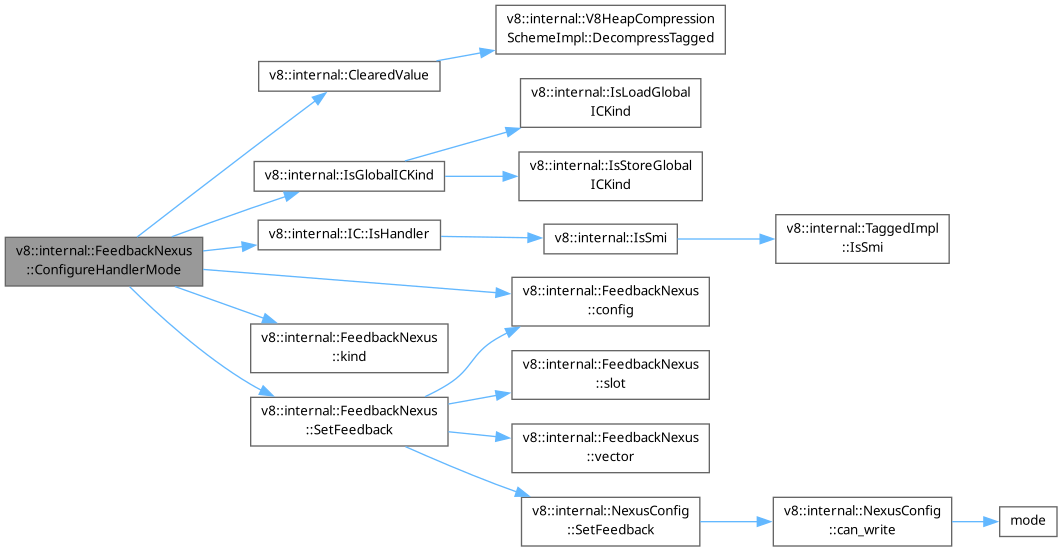 v8::internal::V8HeapCompression
SchemeImpl::DecompressTagged
v8::internal::ClearedValue
v8::internal::IsLoadGlobal
ICKind
v8::internal::IsGlobalICKind
v8::internal::IsStoreGlobal
ICKind
v8::internal::IC::IsHandler
v8::internal::IsSmi
v8::internal::TaggedImpl
::IsSmi
v8::internal::FeedbackNexus
::ConfigureHandlerMode
v8::internal::FeedbackNexus
::config
v8::internal::FeedbackNexus
::kind
v8::internal::FeedbackNexus
::slot
v8::internal::FeedbackNexus
::SetFeedback
v8::internal::FeedbackNexus
::vector
v8::internal::NexusConfig
::SetFeedback
v8::internal::NexusConfig
::can_write
mode